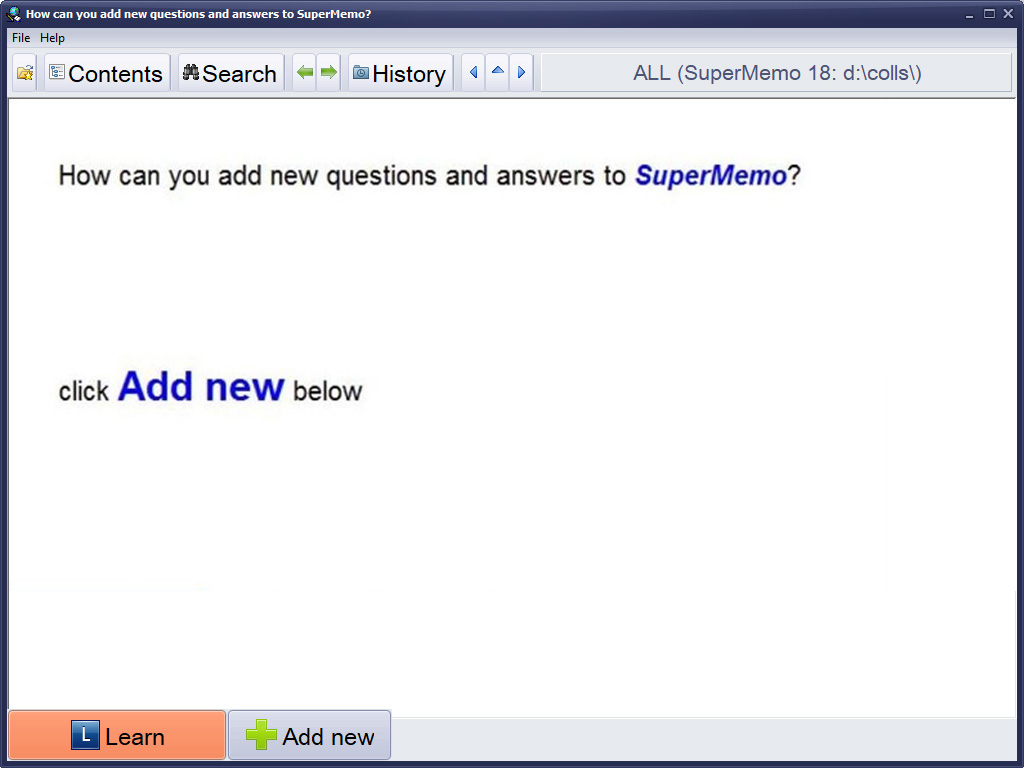 How can you add new questions and answers to SuperMemo?
File Help
Contents Search History ALL (SuperMemo 18: d:\colls\)
How can you add new questions and answers to SuperMemo?
click Add new below
L Learn Add new